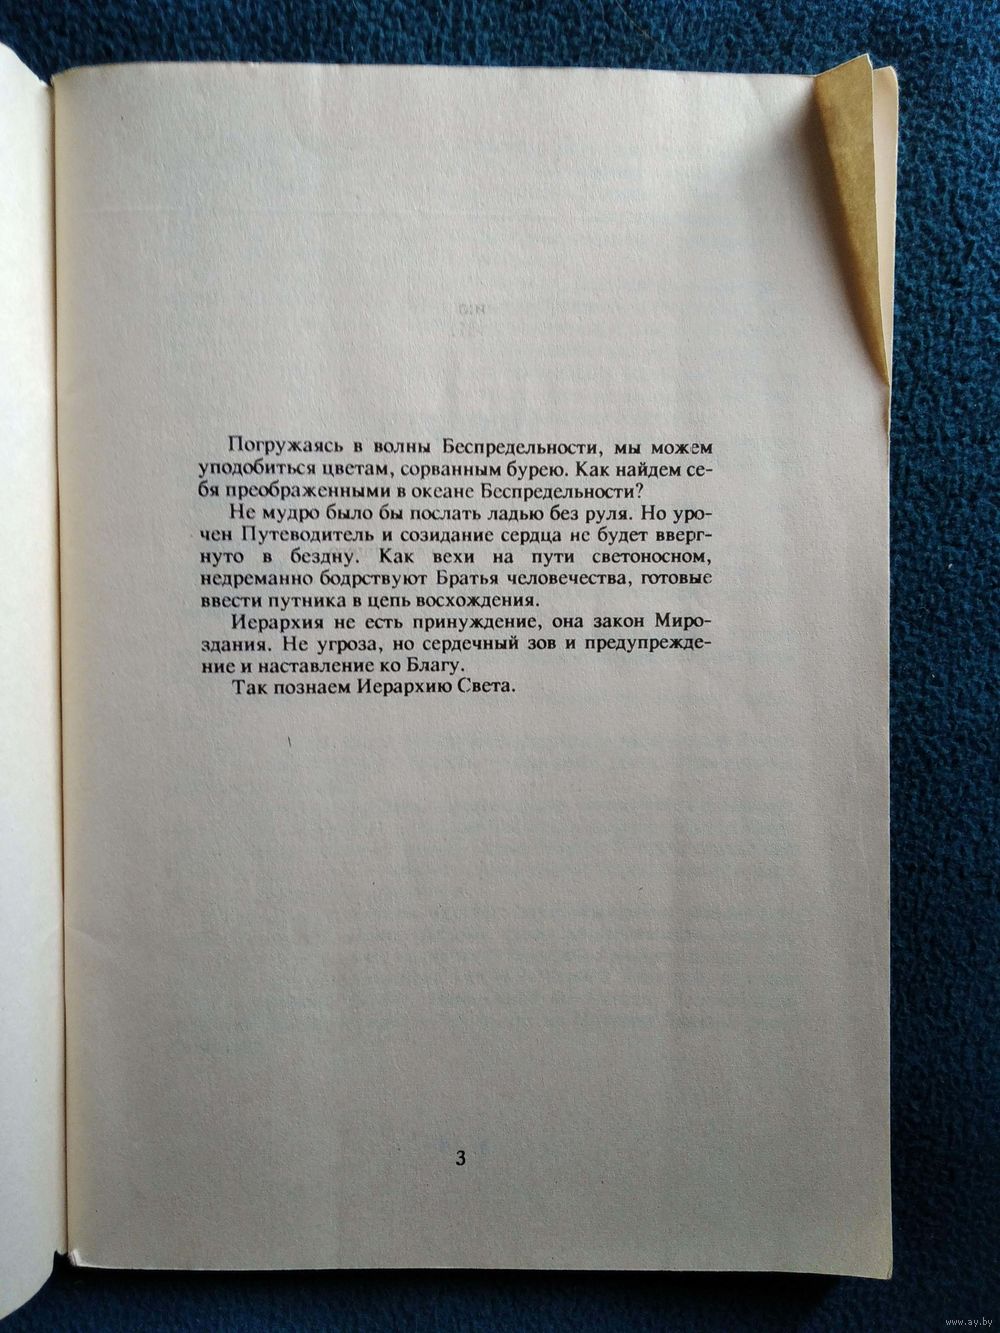 Погружаясь в волны Беспредельности, мы можем
уподобиться цветам, сорванным бурею. Как найдем се-
бя преображенными в океане Беспредельности?
Не мудро было бы послать ладью без руля. Но уро-
чен Путеводитель и созидание сердца не будет вверг-
нуто в бездну. Как вехи на пути светоносном,
недреманно бодрствуют Братья человечества, готовые
ввести путника в цепь восхождения.
Иерархия не есть принуждение, она закон Миро-
здания. Не угроза, но сердечный зов и предупрежде-
ние и наставление ко Благу.
Так познаем Иерархию Света.
3
www.ay.by